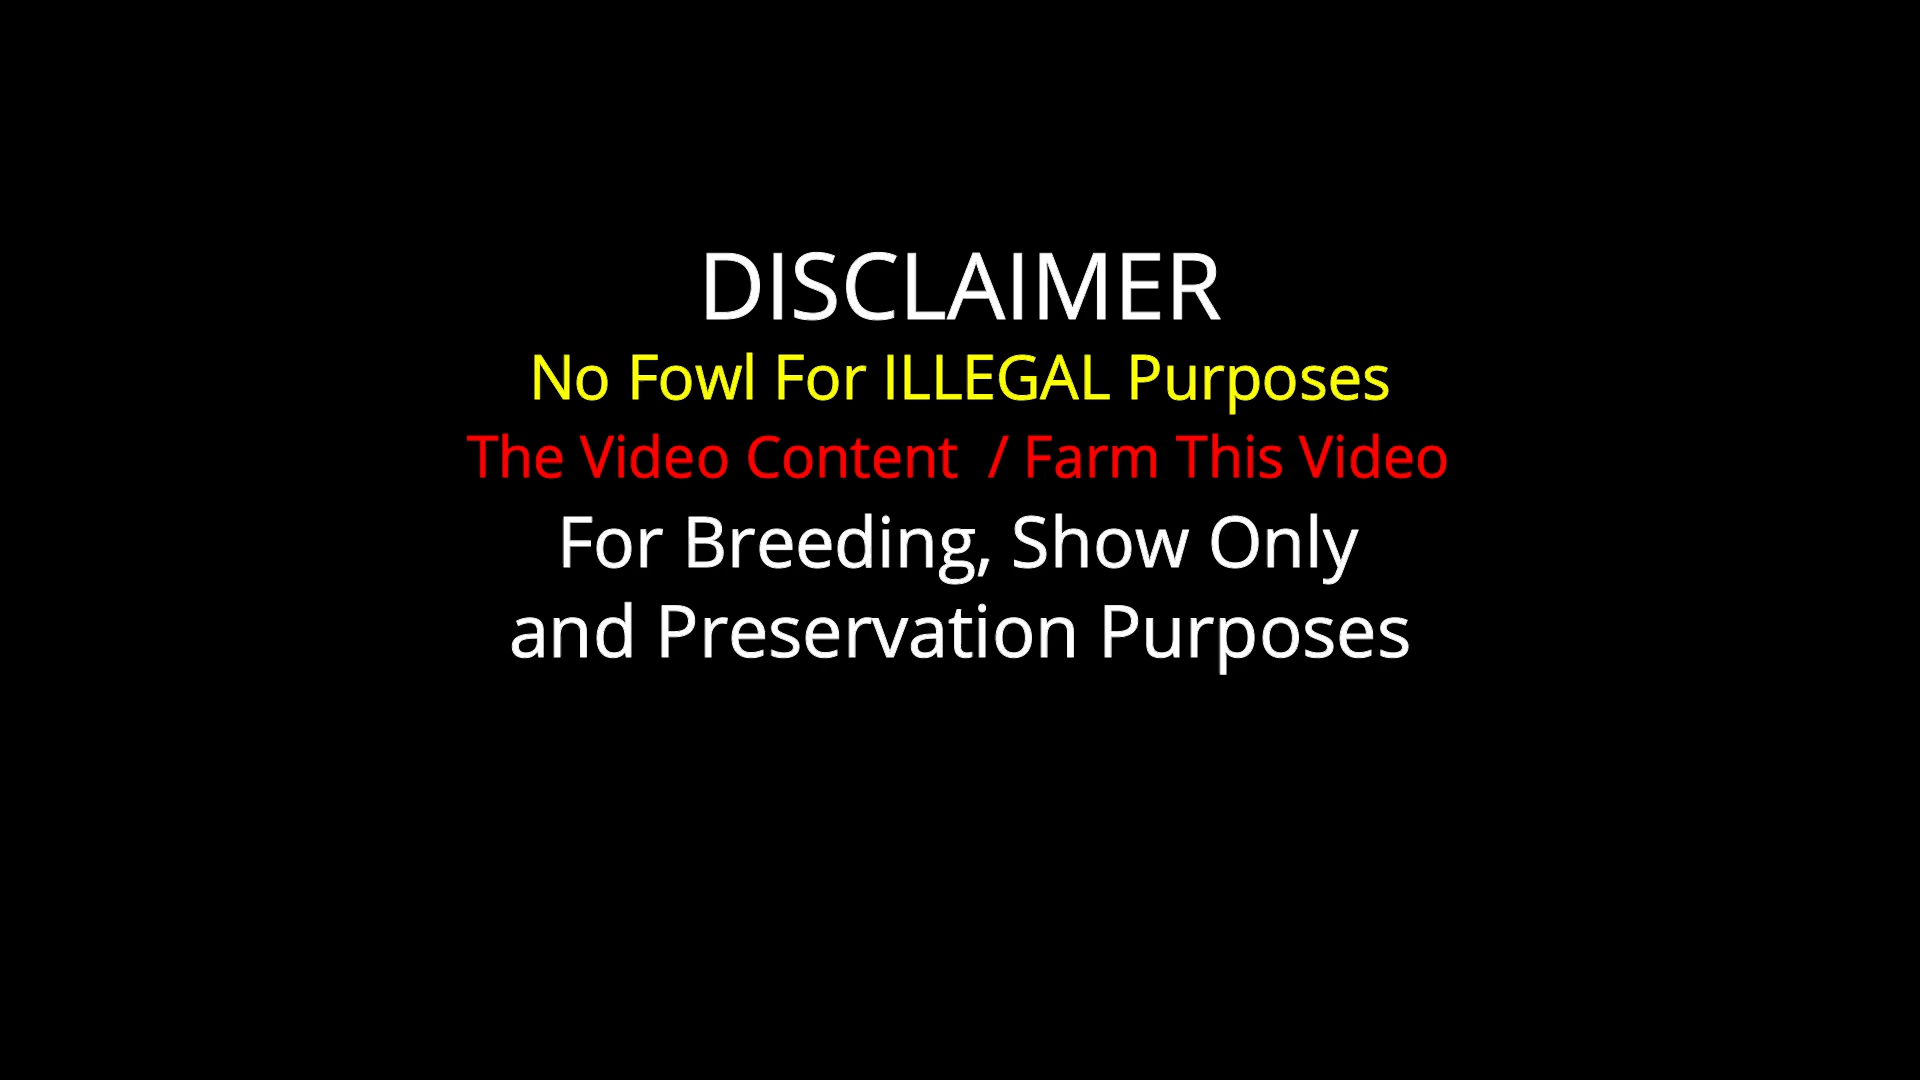 DISCLAIMER
No Fowl For ILLEGAL Purposes
The Video Content  / Farm This Video
For Breeding, Show Only
and Preservation Purposes